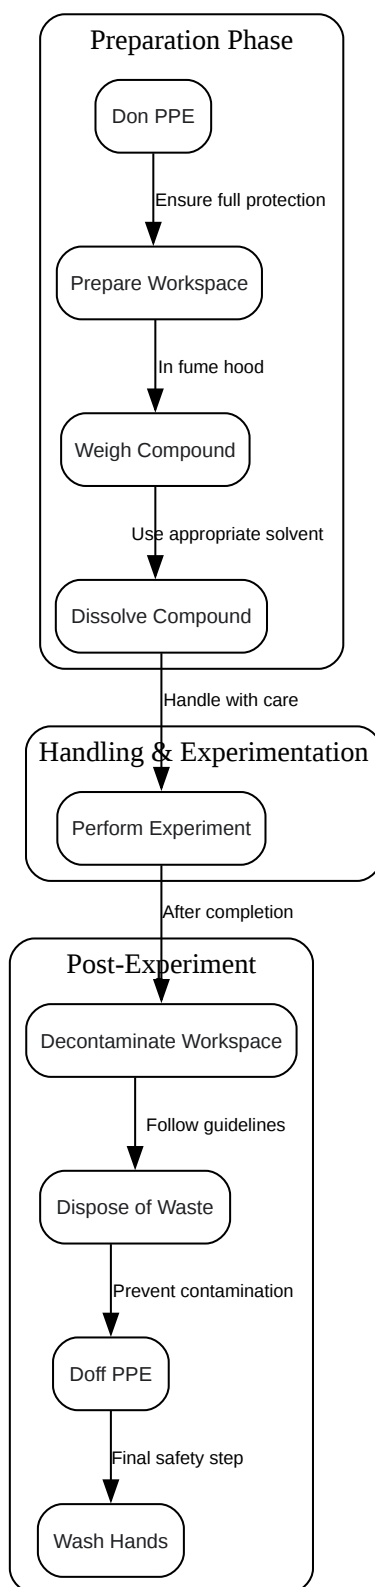 Preparation Phase
Don PPE
Ensure full protection
Prepare Workspace
In fume hood
Weigh Compound
Use appropriate solvent
Dissolve Compound
Handle with care
Handling & Experimentation
Perform Experiment
After completion
Post-Experiment
Decontaminate Workspace
Follow guidelines
Dispose of Waste
Prevent contamination
Doff PPE
Final safety step
Wash Hands